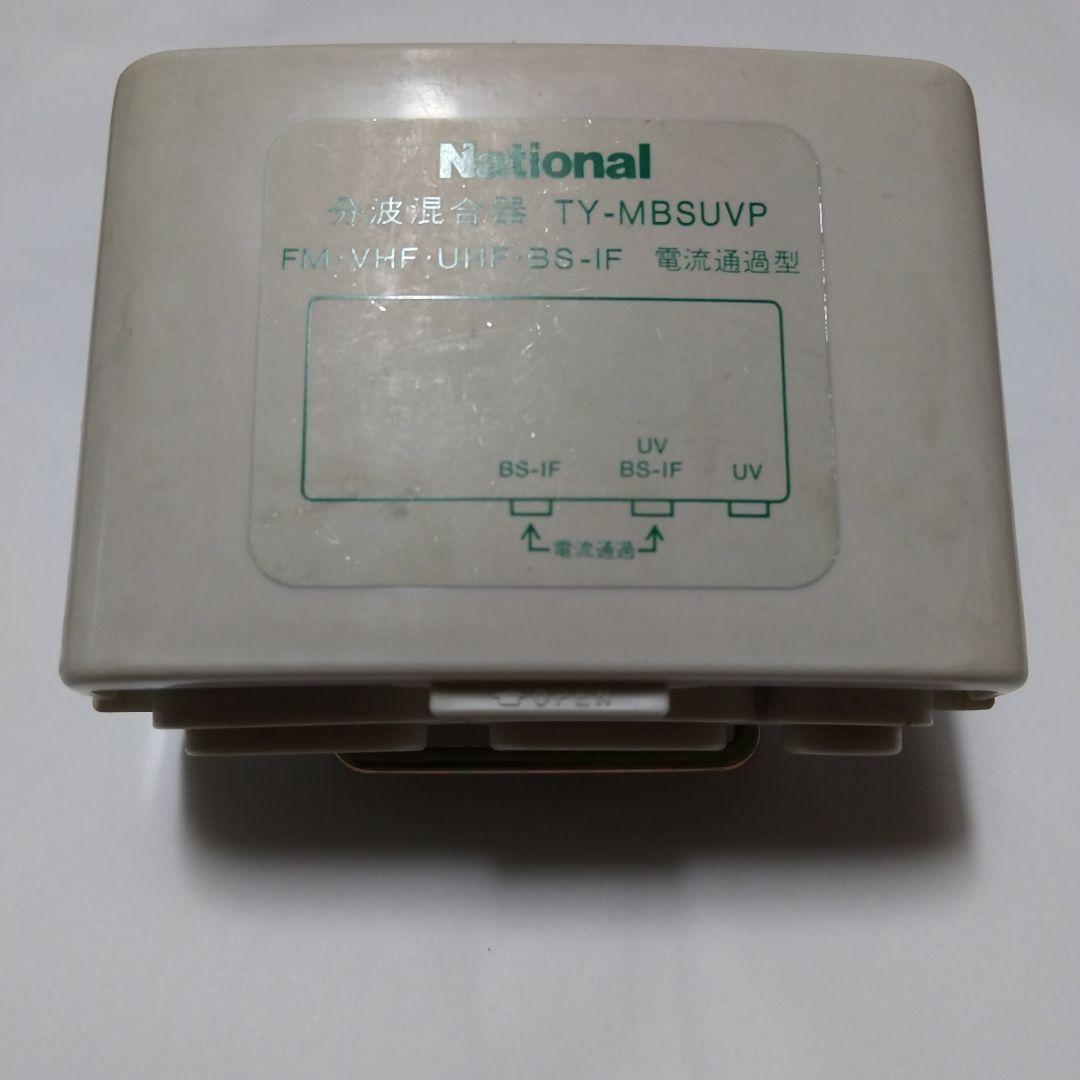 National
分波混合器 TY-MBSUVP
FM・VHF・UHF・BS-IF 電流通過型
UV
BS-IF BS-IF UV
電流通過
OPEN